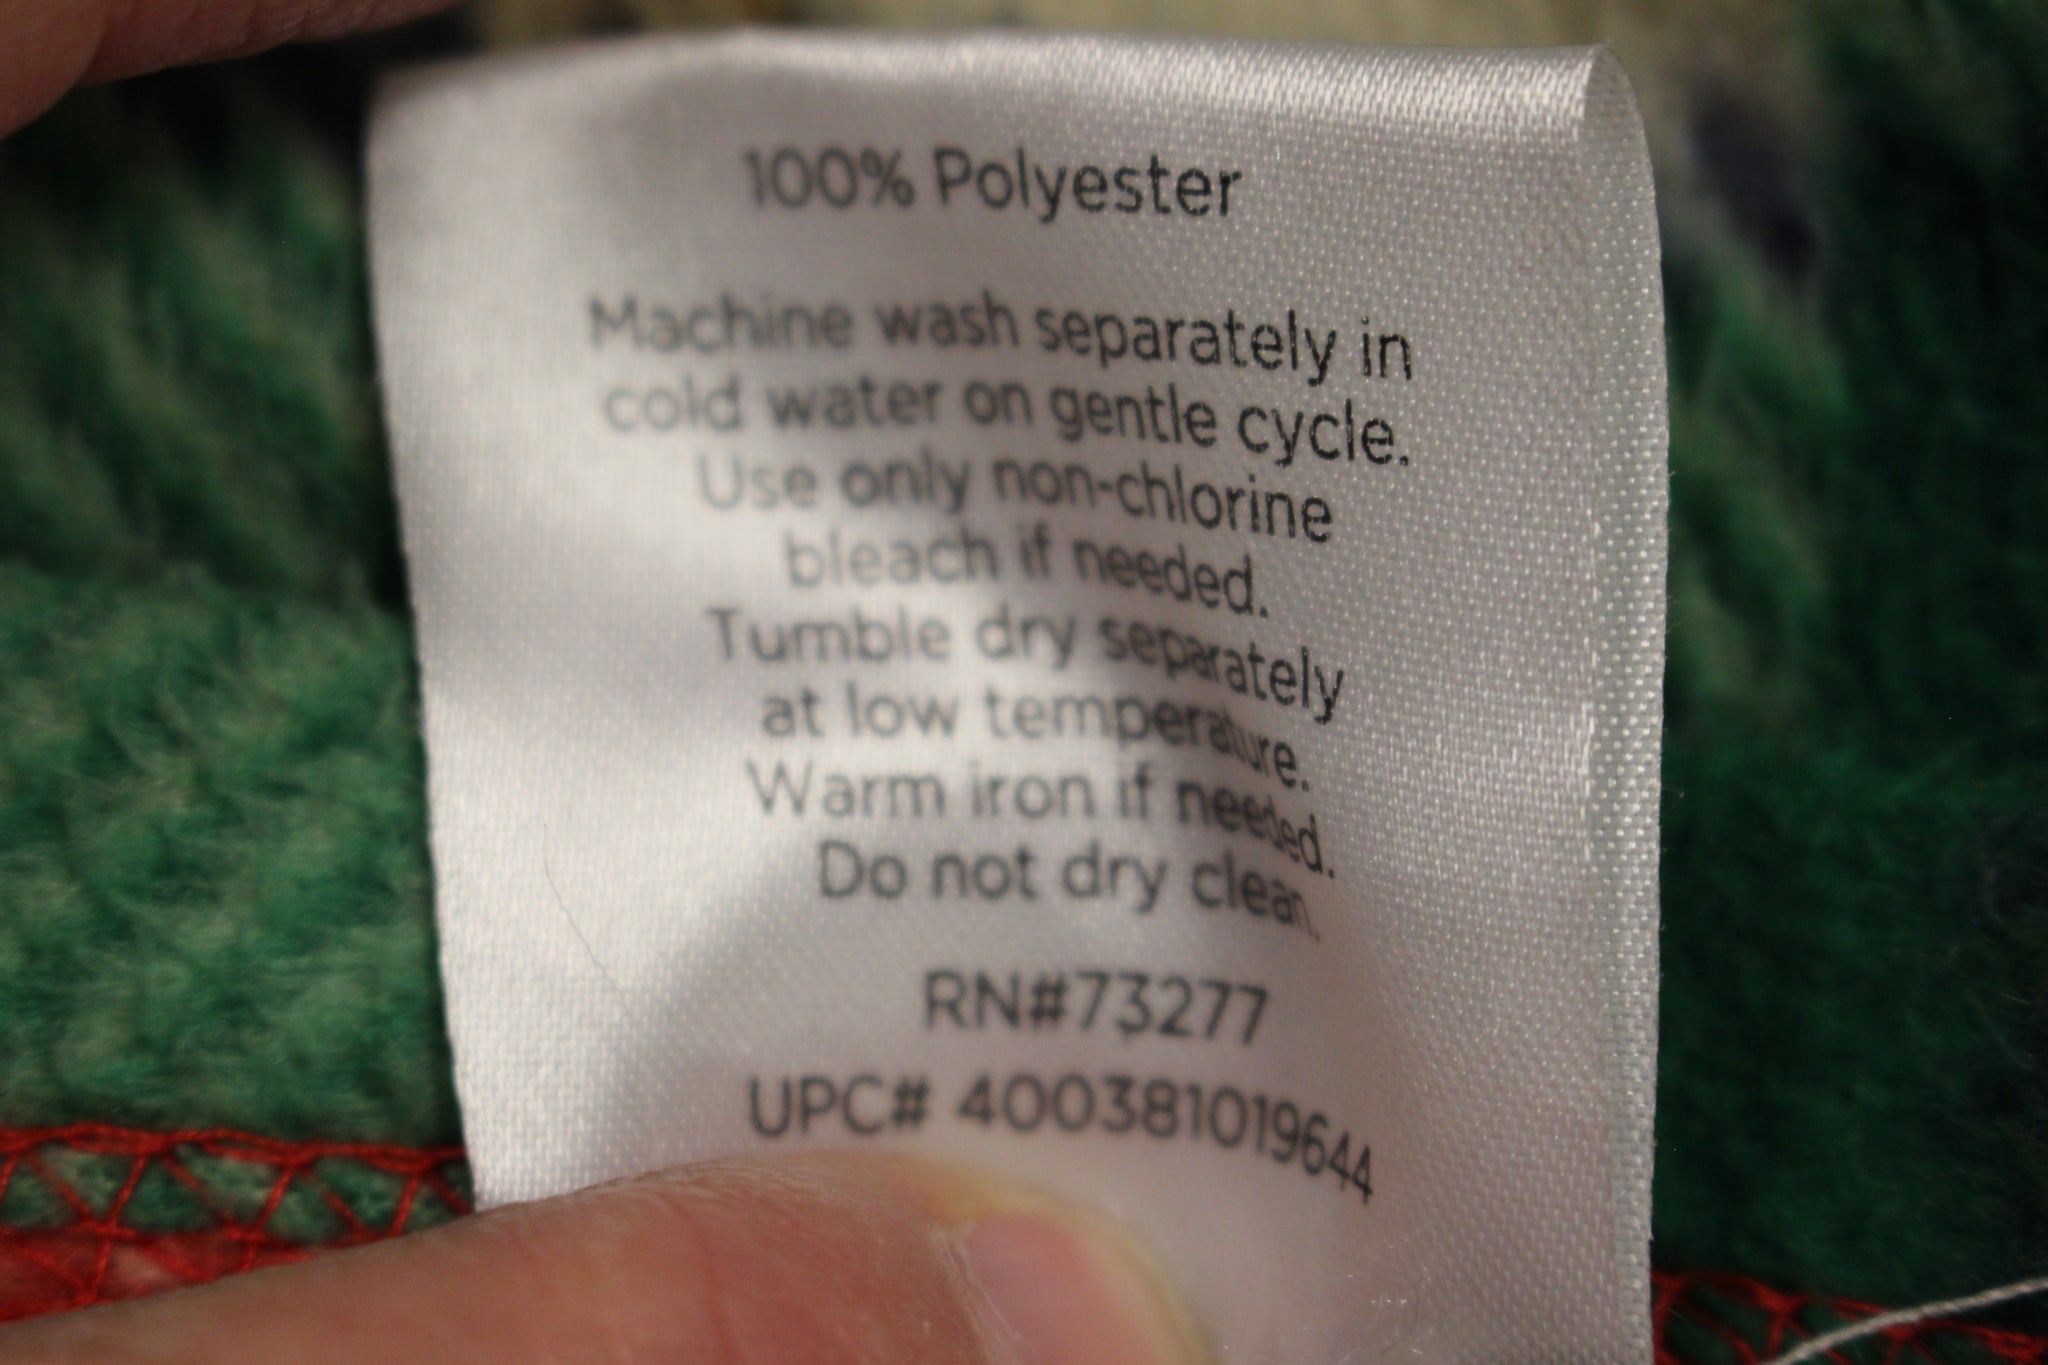 100% Polyester
Machine wash separately in
cold water on gentle cycle.
Use only non-chlorine
bleach if needed.
Tumble dry separately
at low temperature.
Warm iron if needed.
Do not dry clean.
RN#73277
UPC# 400381019644